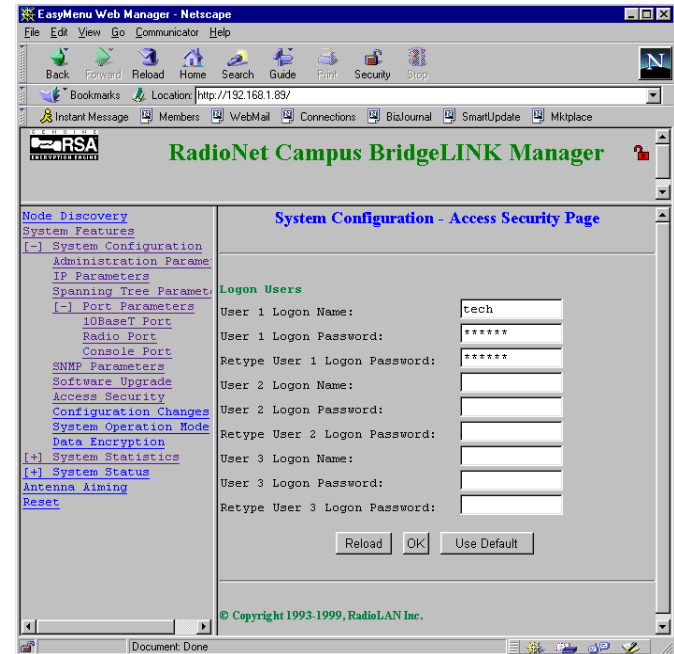 EasyMenu Web Manager - Netscape
File Edit View Go Communicator Help
Back Forward Reload Home Search Guide Print Security Stop
N
Bookmarks Location: http://192.168.1.89/
Instant Message Members WebMail Connections BizJournal SmartUpdate Mktplace
GENUINE
RSA
ENCRYPTION ENGINE
RadioNet Campus BridgeLINK Manager
Node Discovery
System Features
[-] System Configuration
Administration Parame
IP Parameters
Spanning Tree Paramet
[-] Port Parameters
10BaseT Port
Radio Port
Console Port
SNMP Parameters
Software Upgrade
Access Security
Configuration Changes
System Operation Mode
Data Encryption
[+] System Statistics
[+] System Status
Antenna Aiming
Reset
System Configuration - Access Security Page
Logon Users
User 1 Logon Name: tech
User 1 Logon Password: ******
Retype User 1 Logon Password: ******
User 2 Logon Name:
User 2 Logon Password:
Retype User 2 Logon Password:
User 3 Logon Name:
User 3 Logon Password:
Retype User 3 Logon Password:
Reload OK Use Default
© Copyright 1993-1999, RadioLAN Inc.
Document: Done